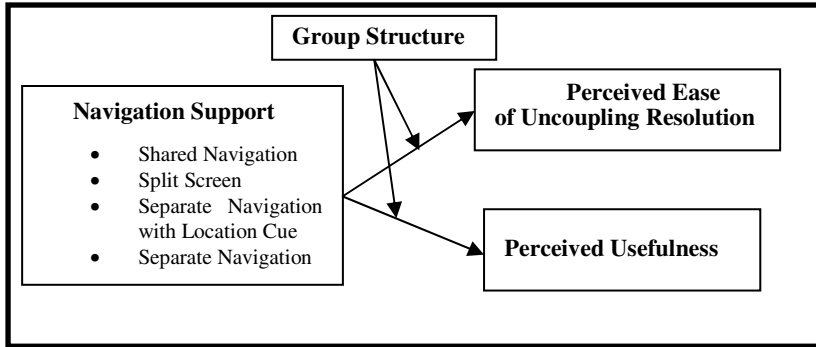 Group Structure
Navigation Support
• Shared Navigation
• Split Screen
• Separate Navigation
with Location Cue
• Separate Navigation
Perceived Ease
of Uncoupling Resolution
Perceived Usefulness